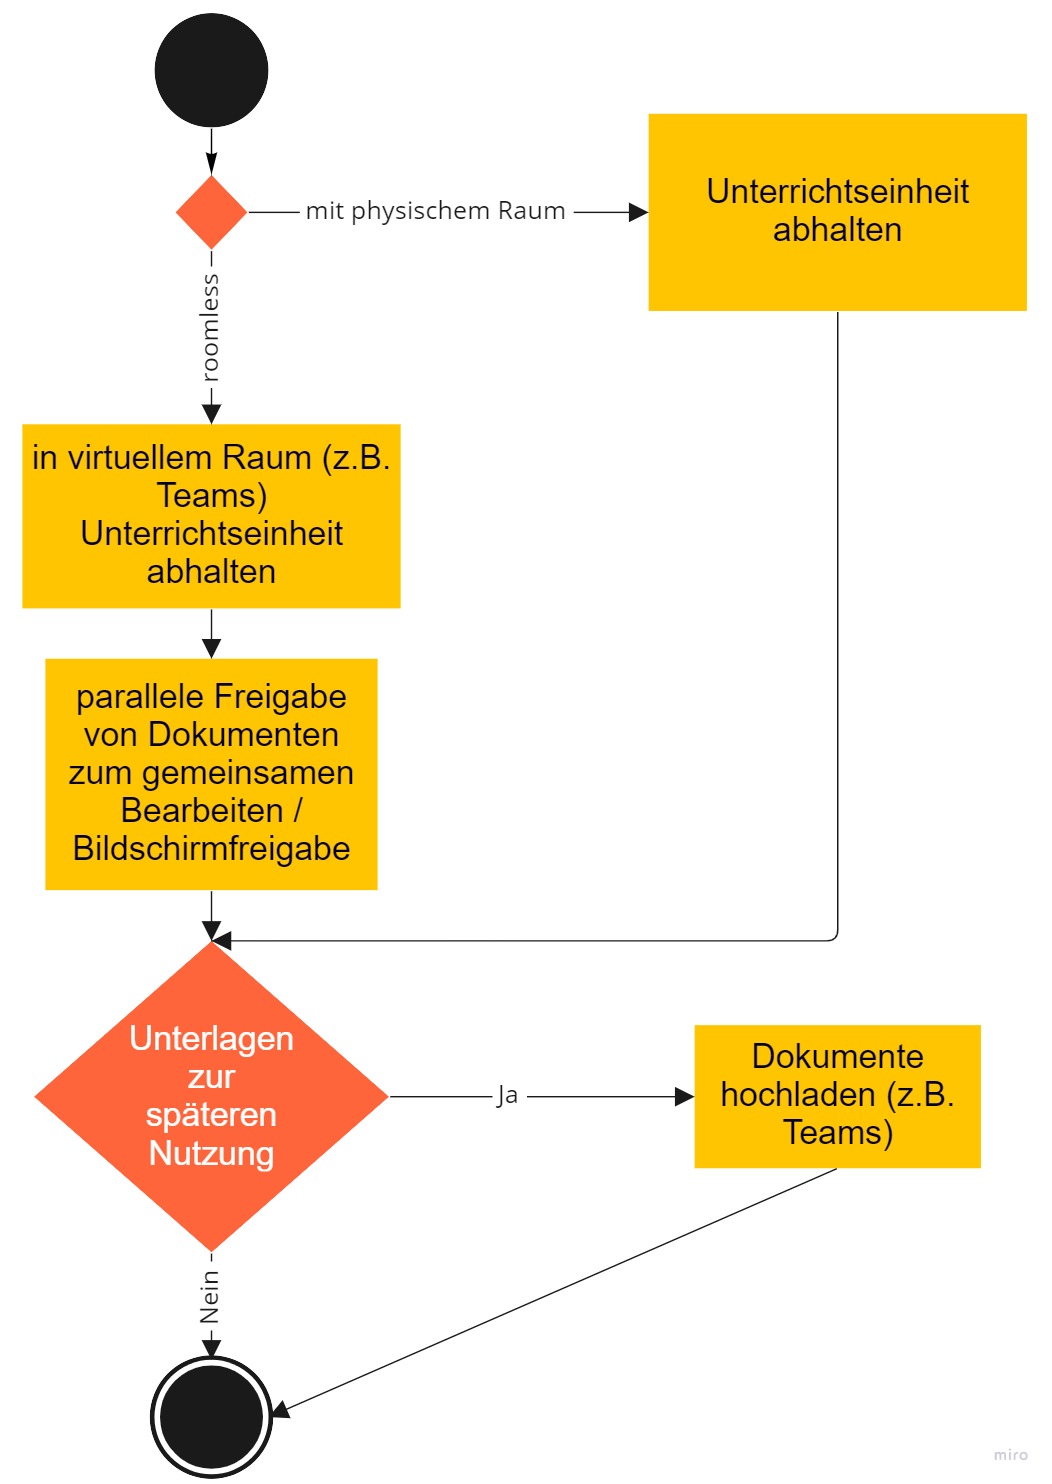 mit physischem Raum
Unterrichtseinheit
abhalten
roomless
in virtuellem Raum (z.B.
Teams)
Unterrichtseinheit
abhalten
parallele Freigabe
von Dokumenten
zum gemeinsamen
Bearbeiten /
Bildschirmfreigabe
Unterlagen
zur
späteren
Nutzung
Ja
Dokumente
hochladen (z.B.
Teams)
Nein
miro